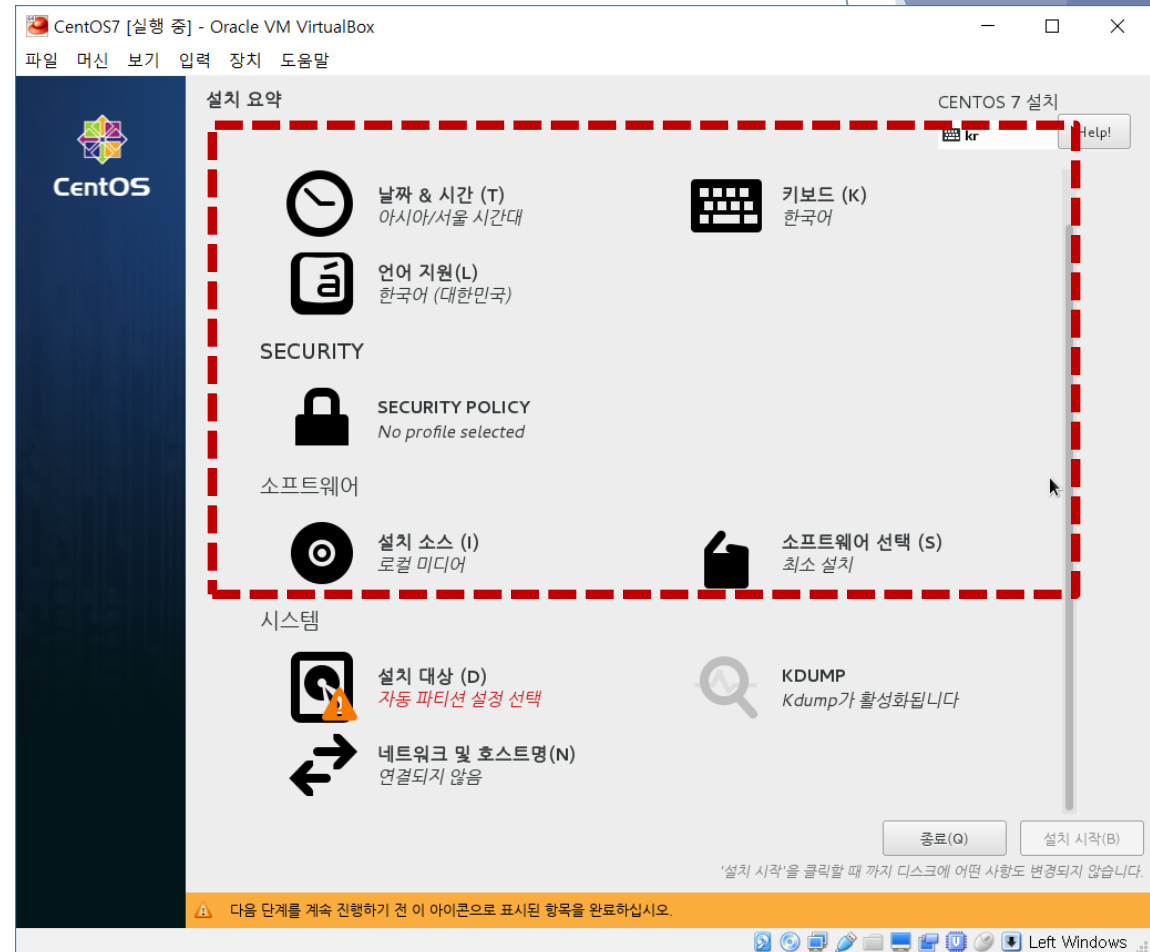 CentOS7 [실행 중] - Oracle VM VirtualBox
파일 머신 보기 입력 장치 도움말
설치 요약
CENTOS 7 설치
kr
Help!
CentOS
날짜 & 시간 (T)
아시아/서울 시간대
키보드 (K)
한국어
언어 지원(L)
한국어 (대한민국)
SECURITY
SECURITY POLICY
No profile selected
소프트웨어
설치 소스 (I)
로컬 미디어
소프트웨어 선택 (S)
최소 설치
시스템
설치 대상 (D)
자동 파티션 설정 선택
KDUMP
Kdump가 활성화됩니다
네트워크 및 호스트명(N)
연결되지 않음
종료(Q)
설치 시작(B)
'설치 시작'을 클릭할 때 까지 디스크에 어떤 사항도 변경되지 않습니다.
다음 단계를 계속 진행하기 전 이 아이콘으로 표시된 항목을 완료하십시오.
Left Windows